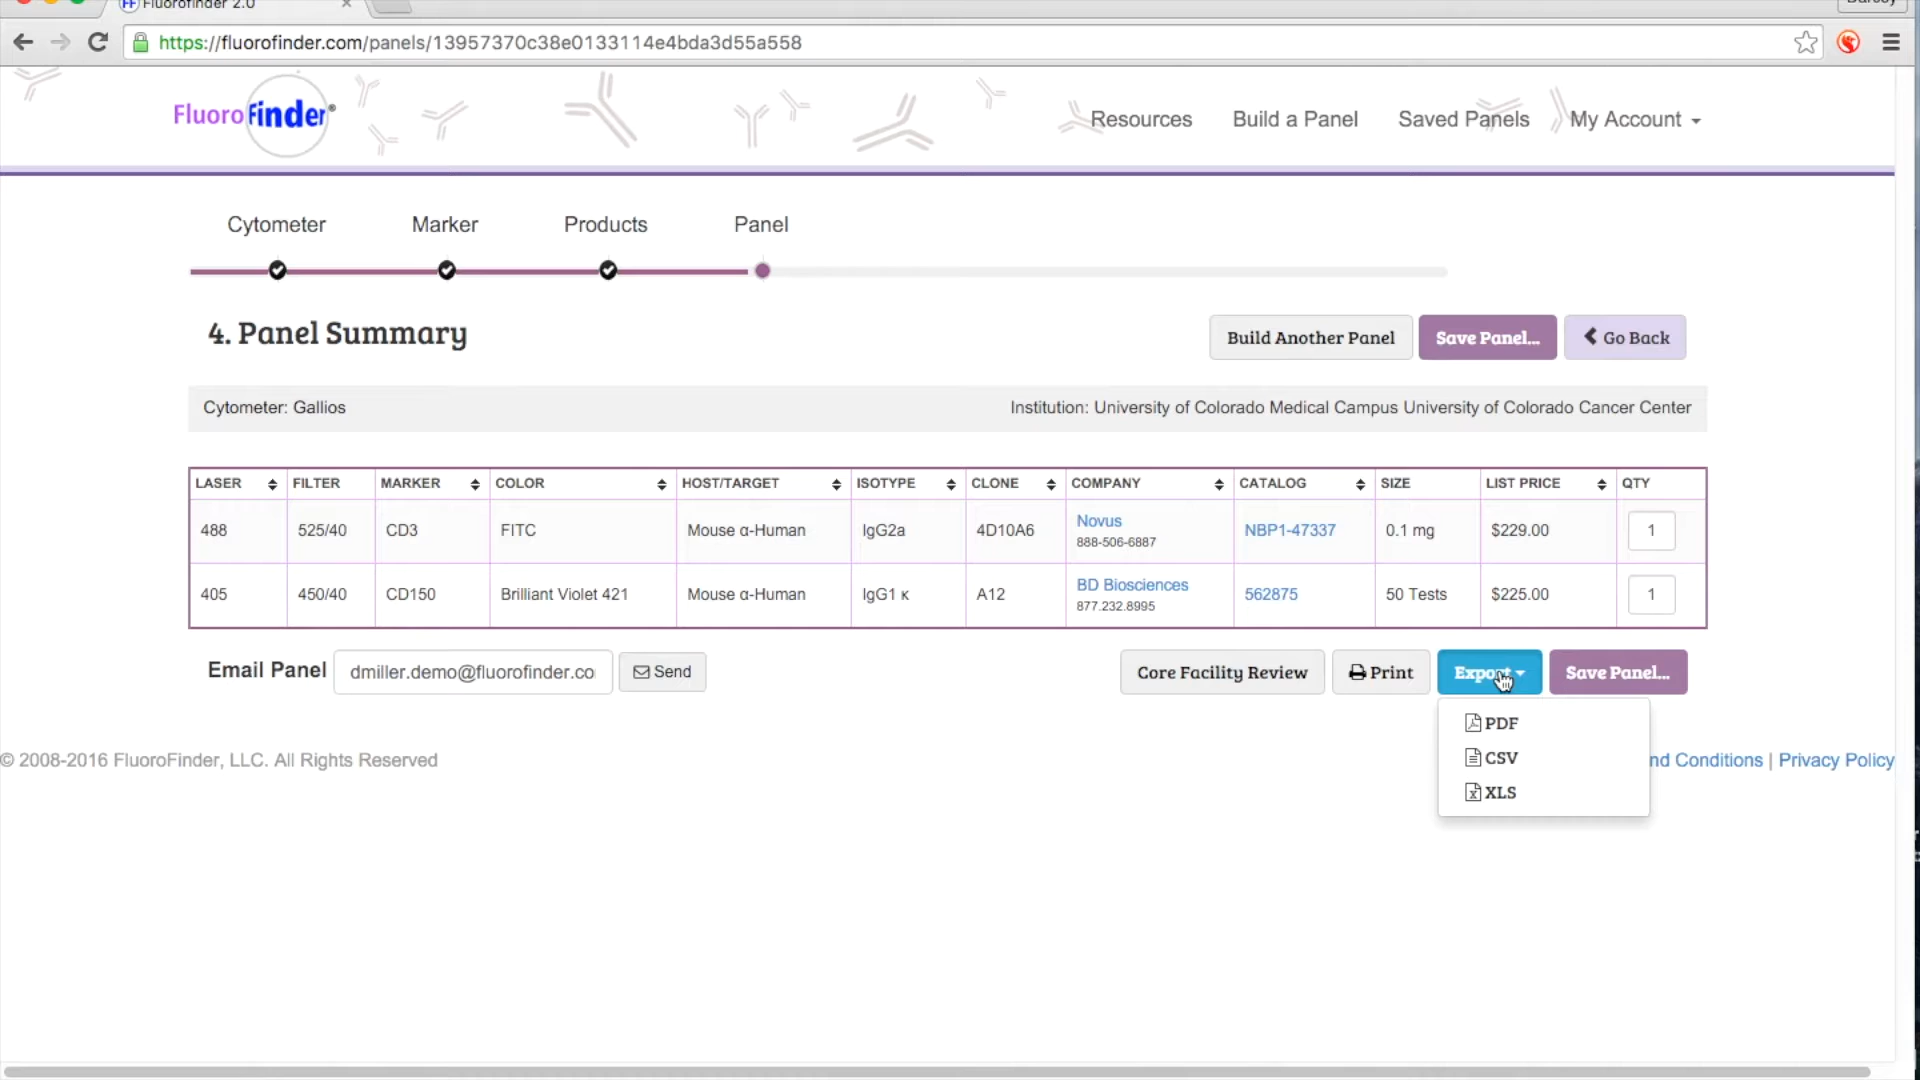 Fluorofinder 2.0
https://fluorofinder.com/panels/13957370c38e0133114e4bda3d55a558
FluoroFinder®
Resources Build a Panel Saved Panels My Account
Cytometer Marker Products Panel
4. Panel Summary
Build Another Panel Save Panel... Go Back
Cytometer: Gallios Institution: University of Colorado Medical Campus University of Colorado Cancer Center
LASER FILTER MARKER COLOR HOST/TARGET ISOTYPE CLONE COMPANY CATALOG SIZE LIST PRICE QTY
488 525/40 CD3 FITC Mouse α-Human IgG2a 4D10A6 Novus NBP1-47337 0.1 mg $229.00 1
888-506-6887
405 450/40 CD150 Brilliant Violet 421 Mouse α-Human IgG1 κ A12 BD Biosciences 562875 50 Tests $225.00 1
877.232.8995
Email Panel dmiller.demo@fluorofinder.co Send Core Facility Review Print Export Save Panel...
PDF
CSV
XLS
© 2008-2016 FluoroFinder, LLC. All Rights Reserved Conditions | Privacy Policy